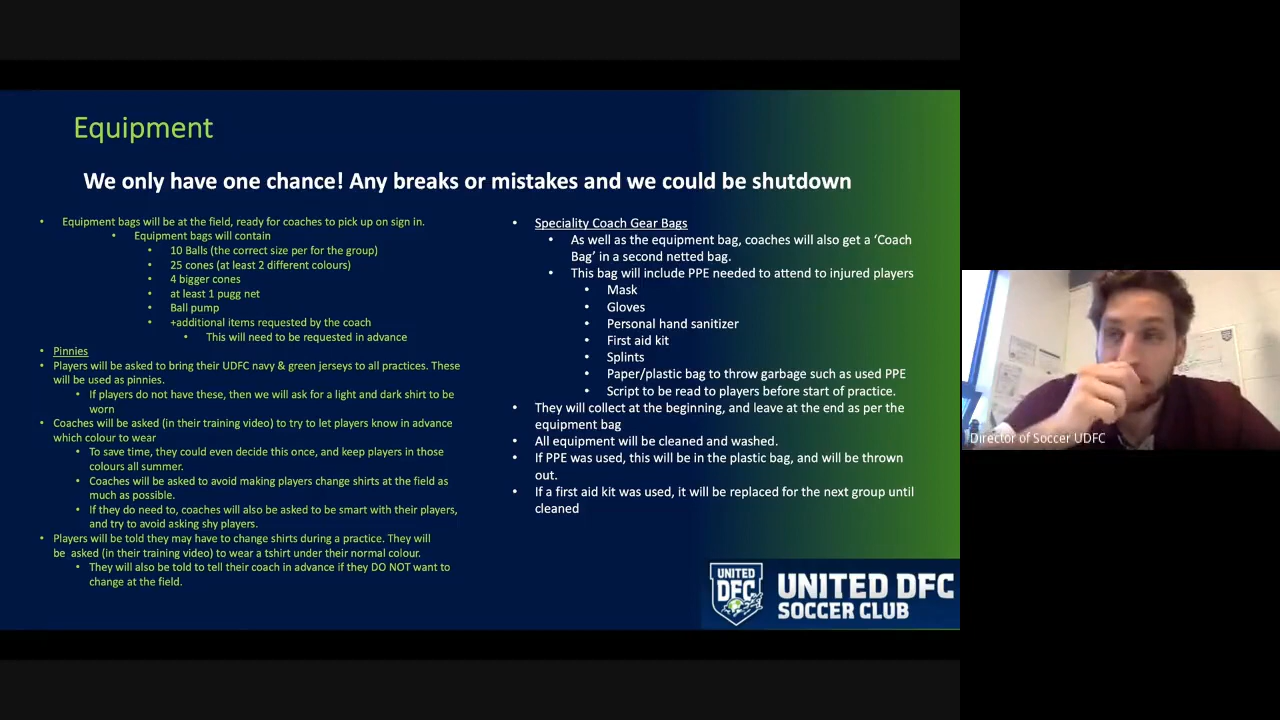 Equipment
We only have one chance! Any breaks or mistakes and we could be shutdown
Equipment bags will be at the field, ready for coaches to pick up on sign in.
Equipment bags will contain
10 Balls (the correct size per for the group)
25 cones (at least 2 different colours)
4 bigger cones
at least 1 pugg net
Ball pump
+additional items requested by the coach
This will need to be requested in advance
Pinnies
Players will be asked to bring their UDFC navy & green jerseys to all practices. These
will be used as pinnies.
If players do not have these, then we will ask for a light and dark shirt to be
worn
Coaches will be asked (in their training video) to try to let players know in advance
which colour to wear
To save time, they could even decide this once, and keep players in those
colours all summer.
Coaches will be asked to avoid making players change shirts at the field as
much as possible.
If they do need to, coaches will also be asked to be smart with their players,
and try to avoid asking shy players.
Players will be told they may have to change shirts during a practice. They will
be asked (in their training video) to wear a tshirt under their normal colour.
They will also be told to tell their coach in advance if they DO NOT want to
change at the field.
Speciality Coach Gear Bags
As well as the equipment bag, coaches will also get a ‘Coach
Bag’ in a second netted bag.
This bag will include PPE needed to attend to injured players
Mask
Gloves
Personal hand sanitizer
First aid kit
Splints
Paper/plastic bag to throw garbage such as used PPE
Script to be read to players before start of practice.
They will collect at the beginning, and leave at the end as per the
equipment bag
All equipment will be cleaned and washed.
If PPE was used, this will be in the plastic bag, and will be thrown
out.
If a first aid kit was used, it will be replaced for the next group until
cleaned
UNITED
DFC
UNITED DFC
SOCCER CLUB
Director of Soccer UDFC